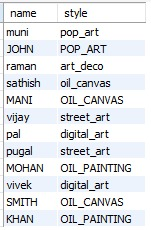 name style
muni pop_art
JOHN POP_ART
raman art_deco
sathish oil_canvas
MANI OIL_CANVAS
vijay street_art
pal digital_art
pugal street_art
MOHAN OIL_PAINTING
vivek digital_art
SMITH OIL_CANVAS
KHAN OIL_PAINTING